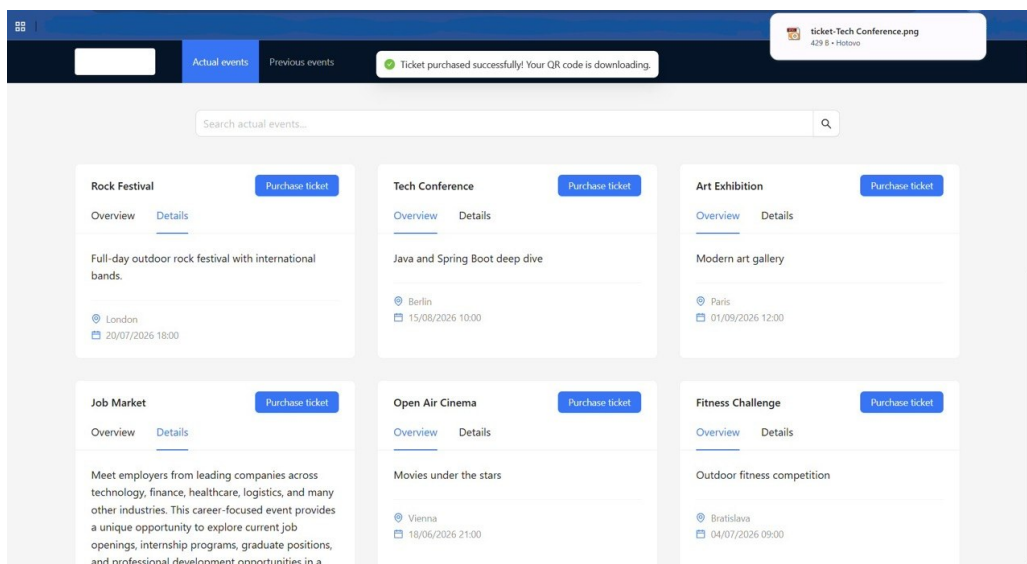 ticket-Tech Conference.png
429 B • Hotovo
Actual events
Previous events
Ticket purchased successfully! Your QR code is downloading.
Search actual events...
Rock Festival
Purchase ticket
Overview
Details
Full-day outdoor rock festival with international
bands.
London
20/07/2026 18:00
Tech Conference
Purchase ticket
Overview
Details
Java and Spring Boot deep dive
Berlin
15/08/2026 10:00
Art Exhibition
Purchase ticket
Overview
Details
Modern art gallery
Paris
01/09/2026 12:00
Job Market
Purchase ticket
Overview
Details
Meet employers from leading companies across
technology, finance, healthcare, logistics, and many
other industries. This career-focused event provides
a unique opportunity to explore current job
openings, internship programs, graduate positions,
and professional development opportunities in a
Open Air Cinema
Purchase ticket
Overview
Details
Movies under the stars
Vienna
18/06/2026 21:00
Fitness Challenge
Purchase ticket
Overview
Details
Outdoor fitness competition
Bratislava
04/07/2026 09:00